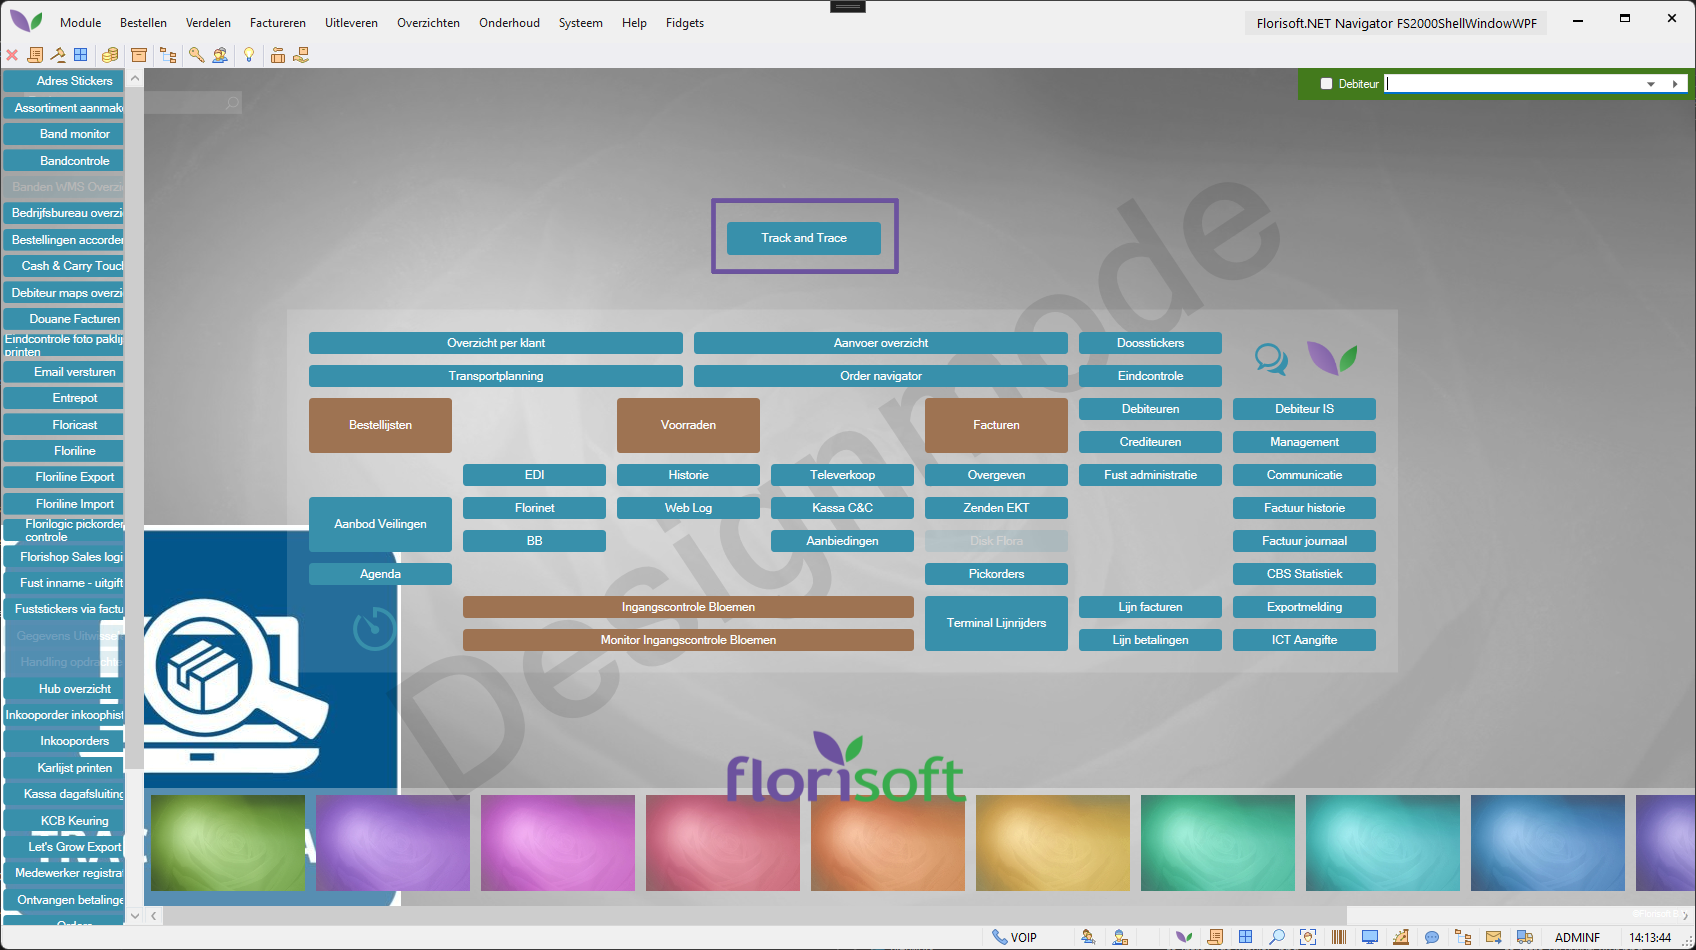 Module Bestellen Verdelen Factureren Uitleveren Overzichten Onderhoud Systeem Help Fidgets
Florisoft.NET Navigator FS2000ShellWindowWPF
Debiteur
Adres Stickers
Assortiment aanmake
Band monitor
Bandcontrole
Banden WMS Overzi
Bedrijfsbureau overzi
Bestellingen accorder
Cash & Carry Touc
Debiteur maps overzi
Douane Facturen
Eindcontrole foto paklij
printen
Email versturen
Entrepot
Floricast
Floriline
Floriline Export
Floriline Import
Florilogic pickorder
controle
Florishop Sales logi
Fust inname - uitgift
Fuststickers via factu
Gegevens Uitwisse
Handling opdrachte
Hub overzicht
Inkooporder inkoophist
Inkooporders
Karlijst printen
Kassa dagafsluiting
KCB Keuring
Let's Grow Export
Medewerker registrat
Ontvangen betalinge
Orders
Track and Trace
Overzicht per klant
Aanvoer overzicht
Doosstickers
Transportplanning
Order navigator
Eindcontrole
Bestellijsten
Voorraden
Facturen
Debiteuren
Debiteur IS
Crediteuren
Management
EDI
Historie
Televerkoop
Overgeven
Fust administratie
Communicatie
Aanbod Veilingen
Florinet
Web Log
Kassa C&C
Zenden EKT
Factuur historie
BB
Aanbiedingen
Disk Flora
Factuur journaal
Agenda
Pickorders
CBS Statistiek
Ingangscontrole Bloemen
Terminal Lijnrijders
Lijn facturen
Exportmelding
Monitor Ingangscontrole Bloemen
Lijn betalingen
ICT Aangifte
Designmode
florisoft
TRAC
A
©Florisoft B
VOIP
ADMINF
14:13:44